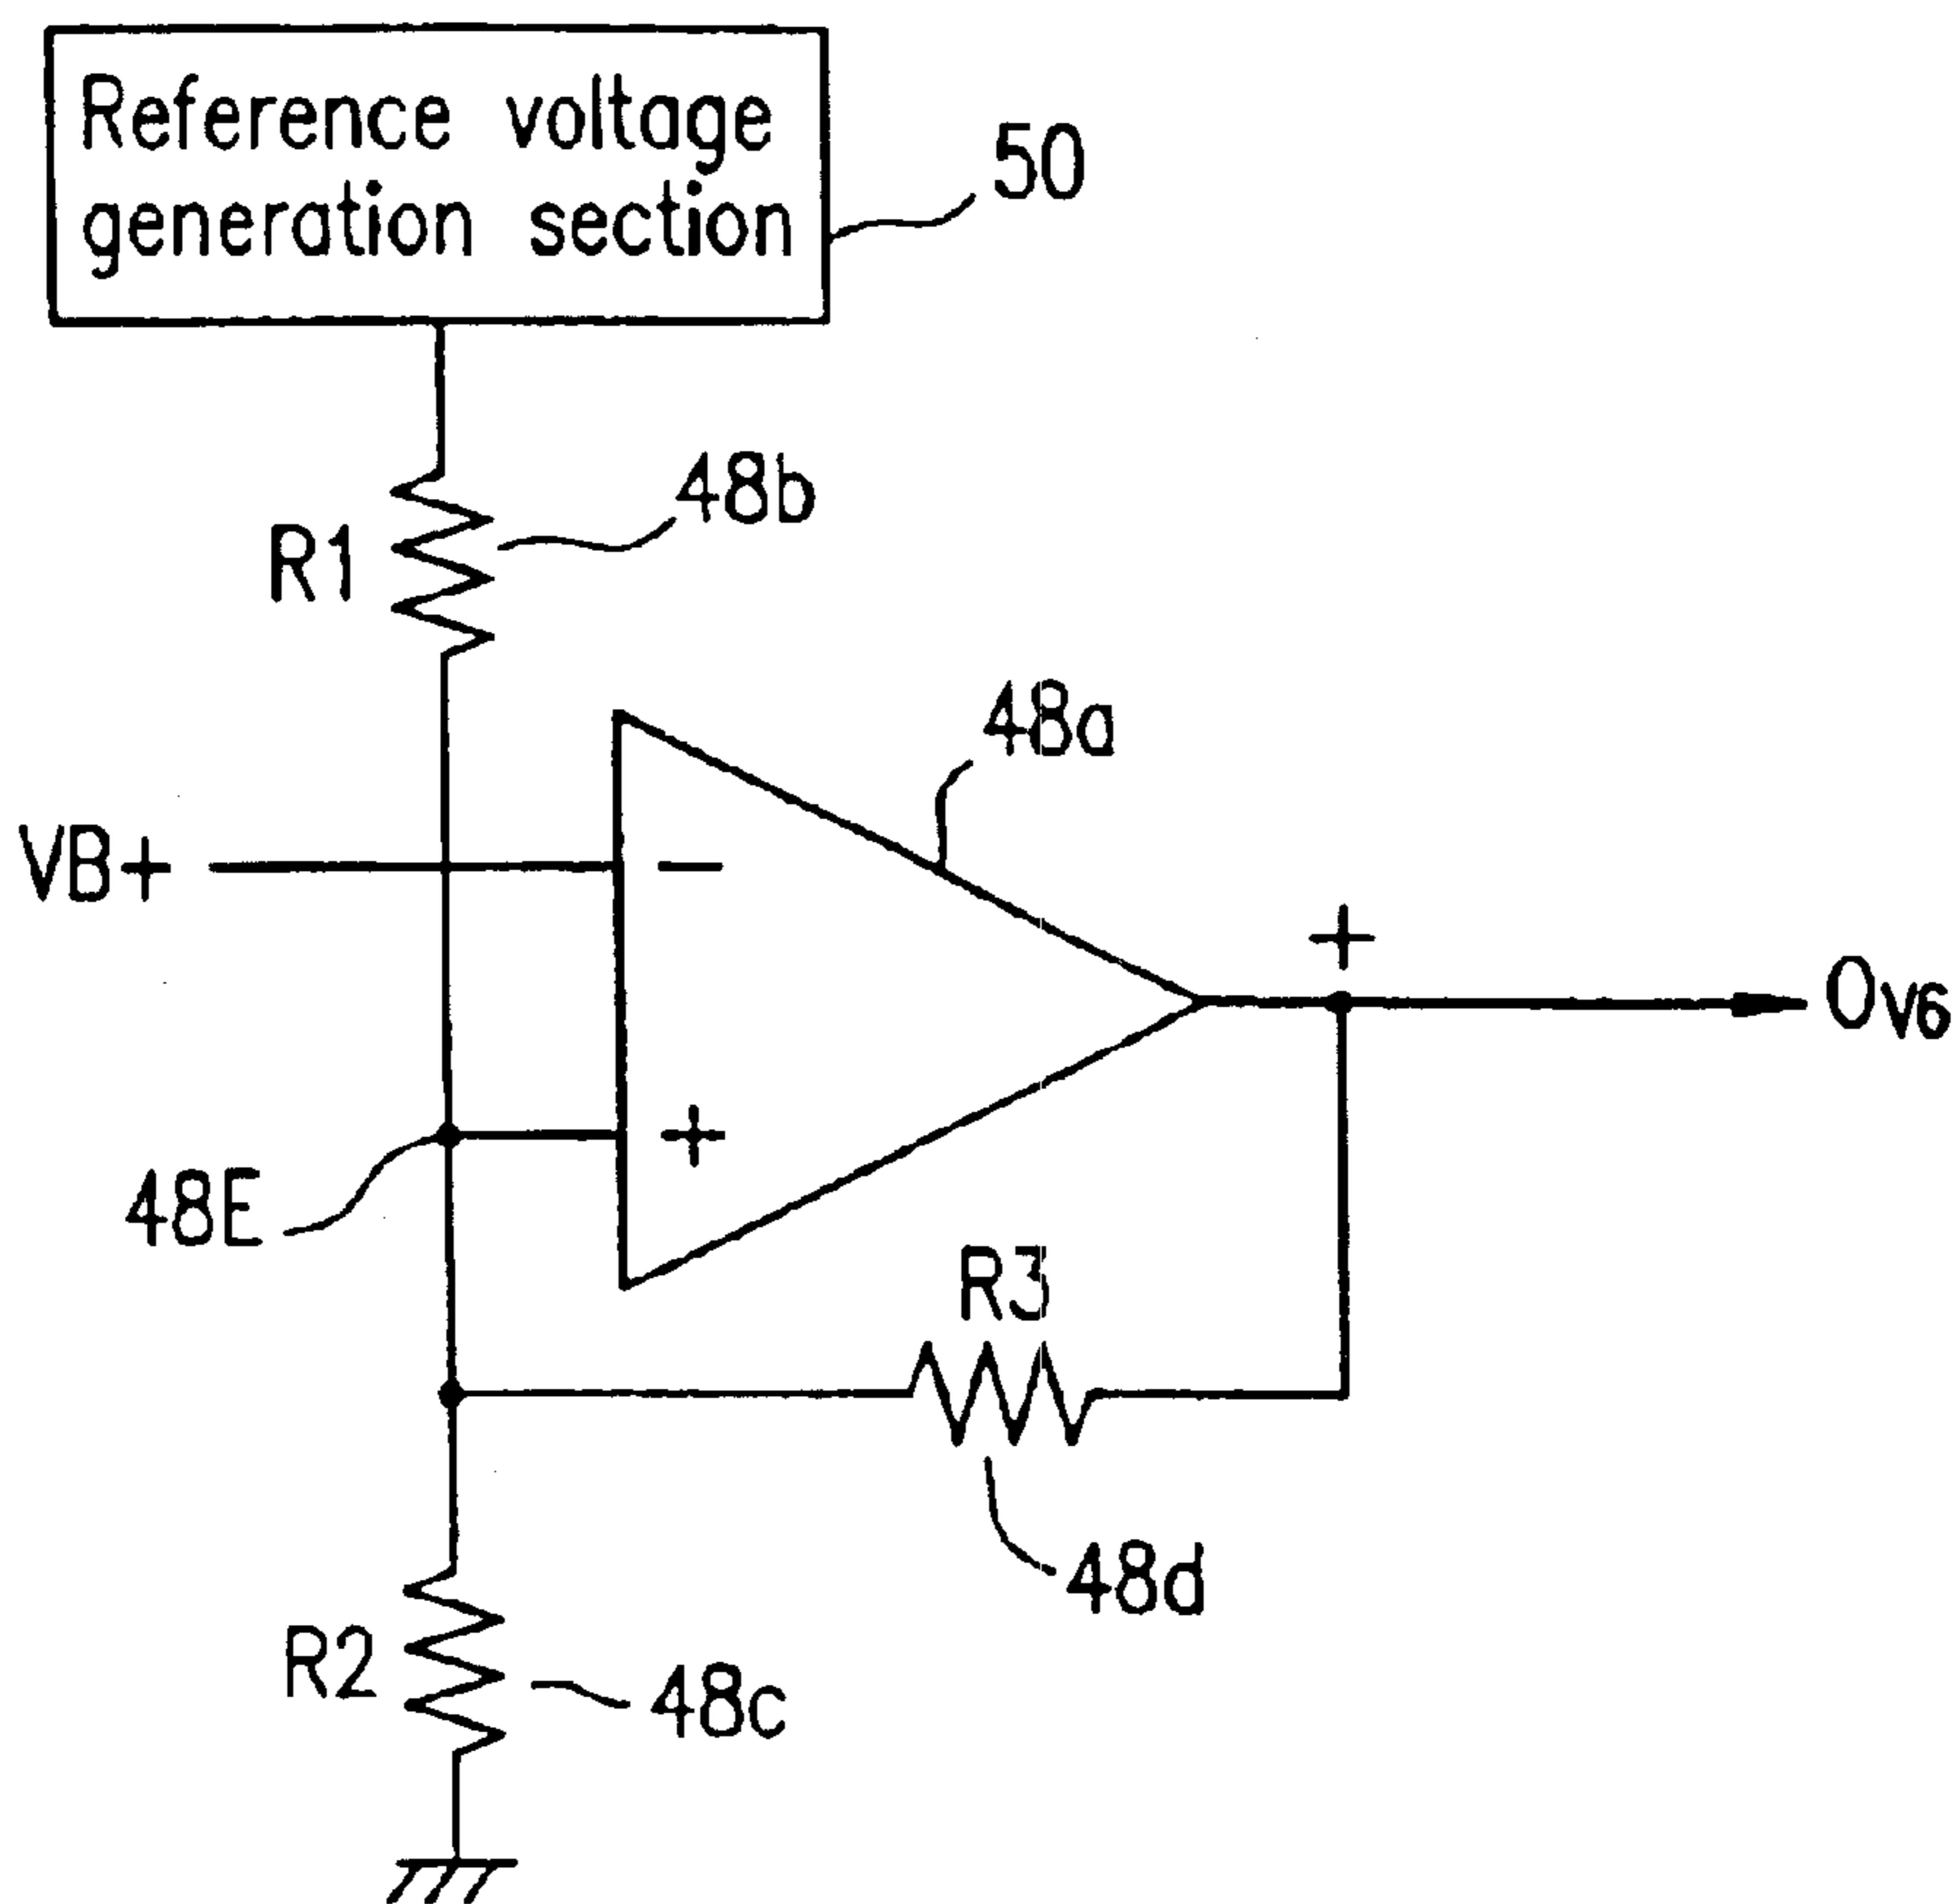 Reference voltage
generation section
50
48b
R1
48a
VB+
−
+
Ov6
+
48E
R3
48d
R2
48c